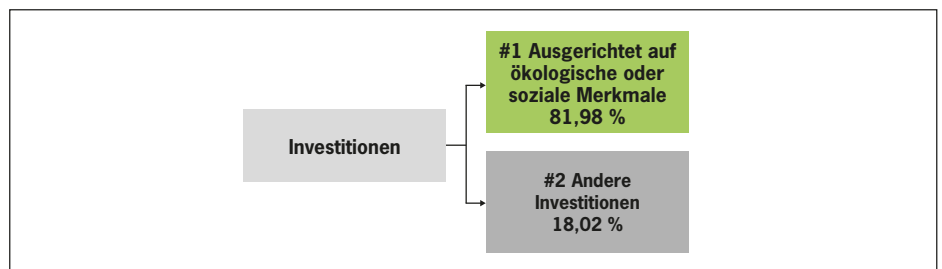 #1 Ausgerichtet auf
ökologische oder
soziale Merkmale
81,98 %
Investitionen
#2 Andere
Investitionen
18,02 %